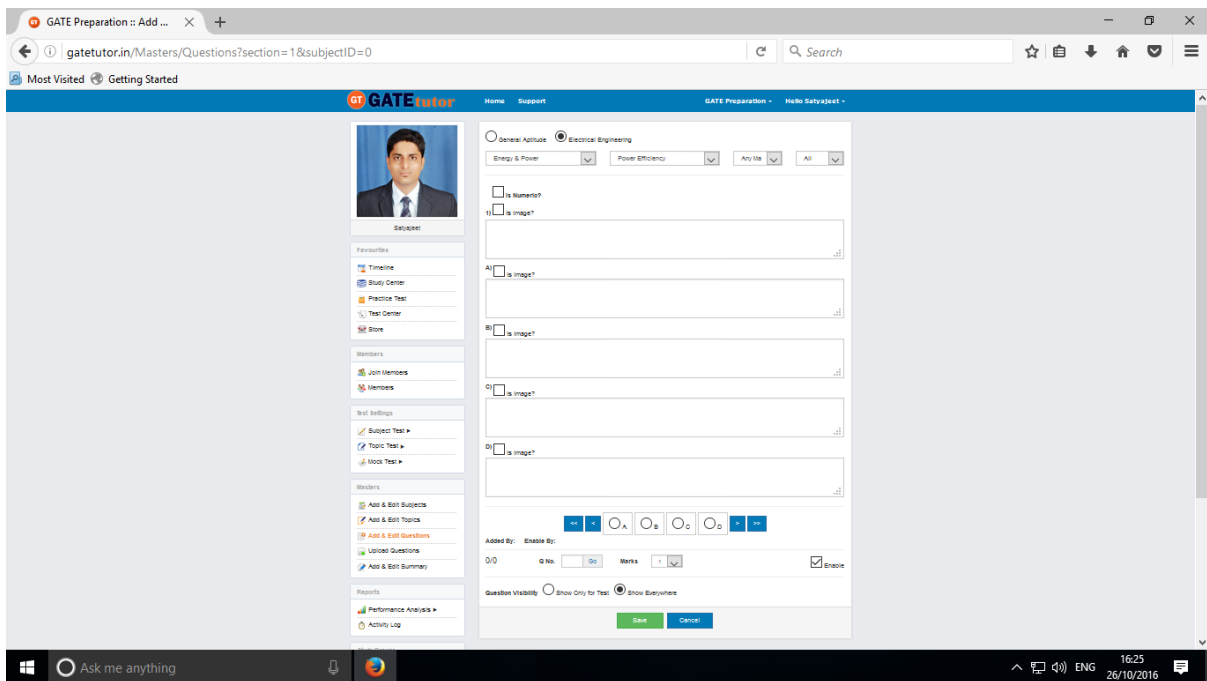 GATE Preparation :: Add ...
gatetutor.in/Masters/Questions?section=1&subjectID=0
Search
Most Visited Getting Started
GT GATEtutor Home Support GATE Preparation Hello Satyajeet
General Aptitude Electrical Engineering
Energy & Power Power Efficiency Any Ma All
Is Numeric?
1) is image?
Satyajeet
Favourites
Timeline
Study Center
Practice Test
Test Center
Store
A) is image?
B) is image?
Members
Join Members
Members
C) is image?
Test Settings
Subject Test
Topic Test
Mock Test
D) is image?
Masters
Add & Edit Subjects
Add & Edit Topics
Add & Edit Questions
Upload Questions
Add & Edit Summary
<< < A B C D > >>
Added By: Enable By:
0/0 Q No. Go Marks 1 Enable
Question Visibility Show Only for Test Show Everywhere
Reports
Performance Analysis
Activity Log
Save Cancel
Ask me anything
ENG
16:25
26/10/2016